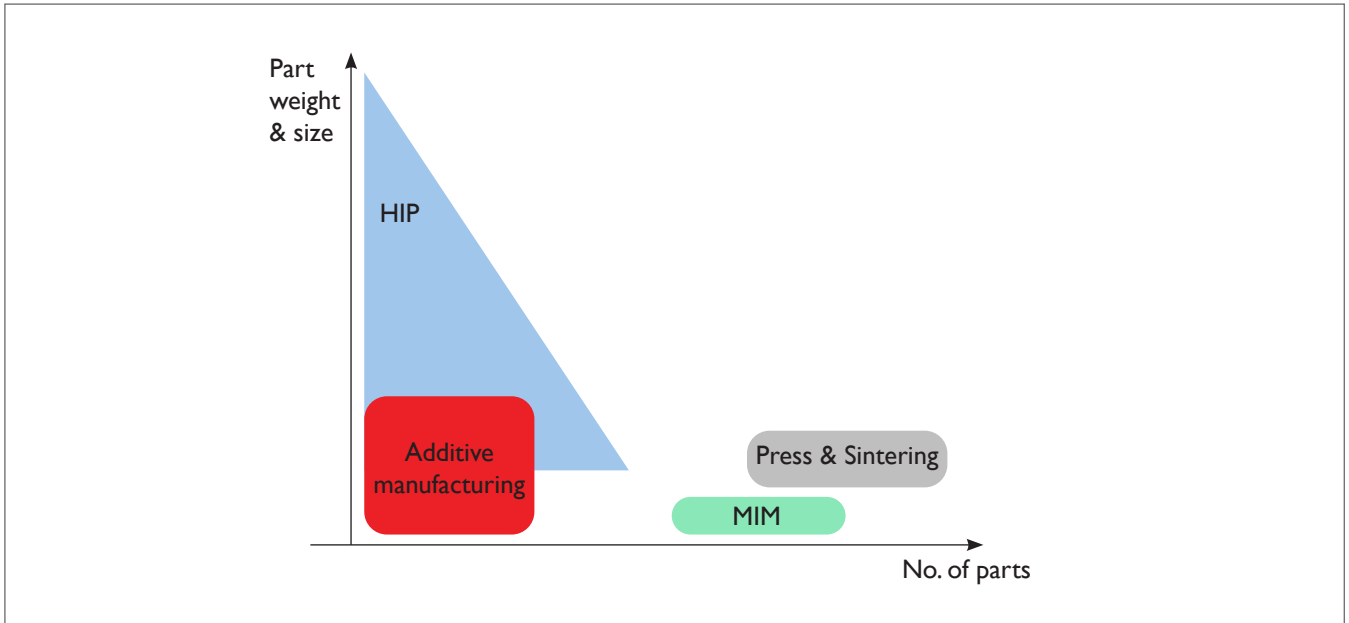 Part
weight
& size
HIP
Additive
manufacturing
Press & Sintering
MIM
No. of parts